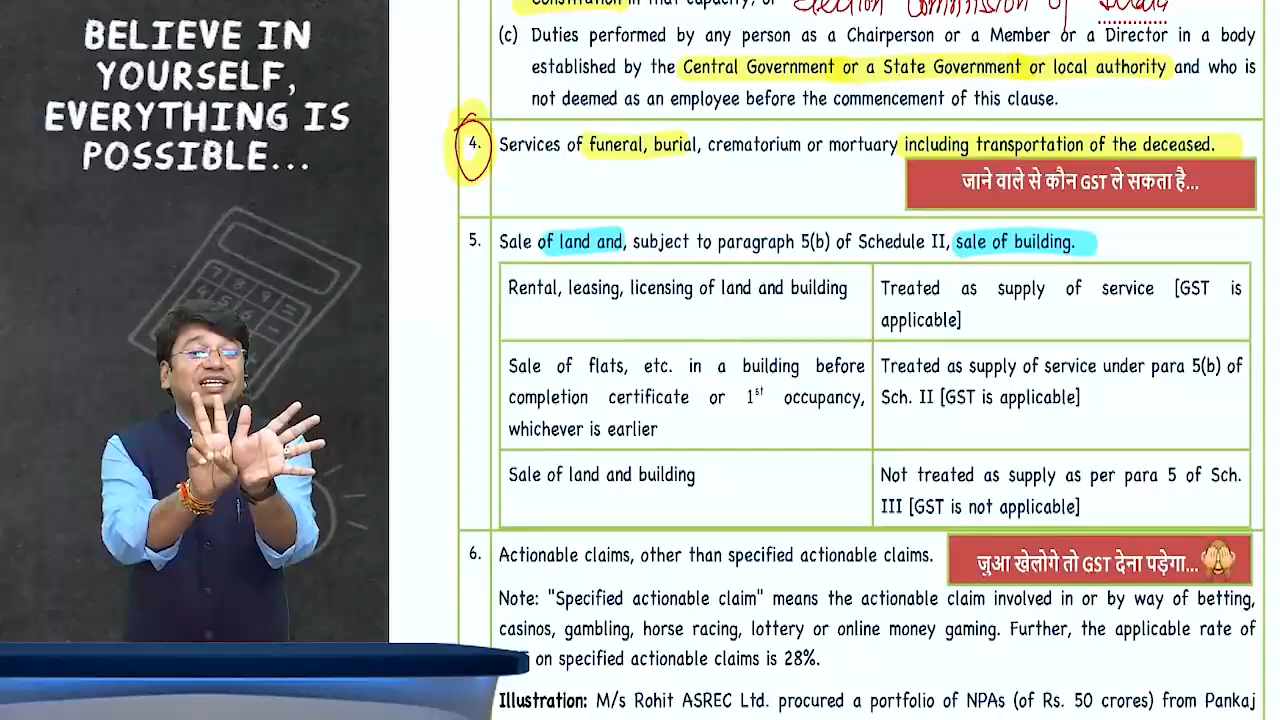 BELIEVE IN
YOURSELF,
EVERYTHING IS
POSSIBLE...
Constitution in that capacity; or Election Commission of India
(c) Duties performed by any person as a Chairperson or a Member or a Director in a body
established by the Central Government or a State Government or local authority and who is
not deemed as an employee before the commencement of this clause.
4. Services of funeral, burial, crematorium or mortuary including transportation of the deceased.
जाने वाले से कौन GST ले सकता है...
5. Sale of land and, subject to paragraph 5(b) of Schedule II, sale of building.
Rental, leasing, licensing of land and building
Treated as supply of service [GST is
applicable]
Sale of flats, etc. in a building before
completion certificate or 1st occupancy,
whichever is earlier
Treated as supply of service under para 5(b) of
Sch. II [GST is applicable]
Sale of land and building
Not treated as supply as per para 5 of Sch.
III [GST is not applicable]
6. Actionable claims, other than specified actionable claims.
जुआ खेलोगे तो GST देना पड़ेगा...
Note: "Specified actionable claim" means the actionable claim involved in or by way of betting,
casinos, gambling, horse racing, lottery or online money gaming. Further, the applicable rate of
on specified actionable claims is 28%.
Illustration: M/s Rohit ASREC Ltd. procured a portfolio of NPAs (of Rs. 50 crores) from Pankaj